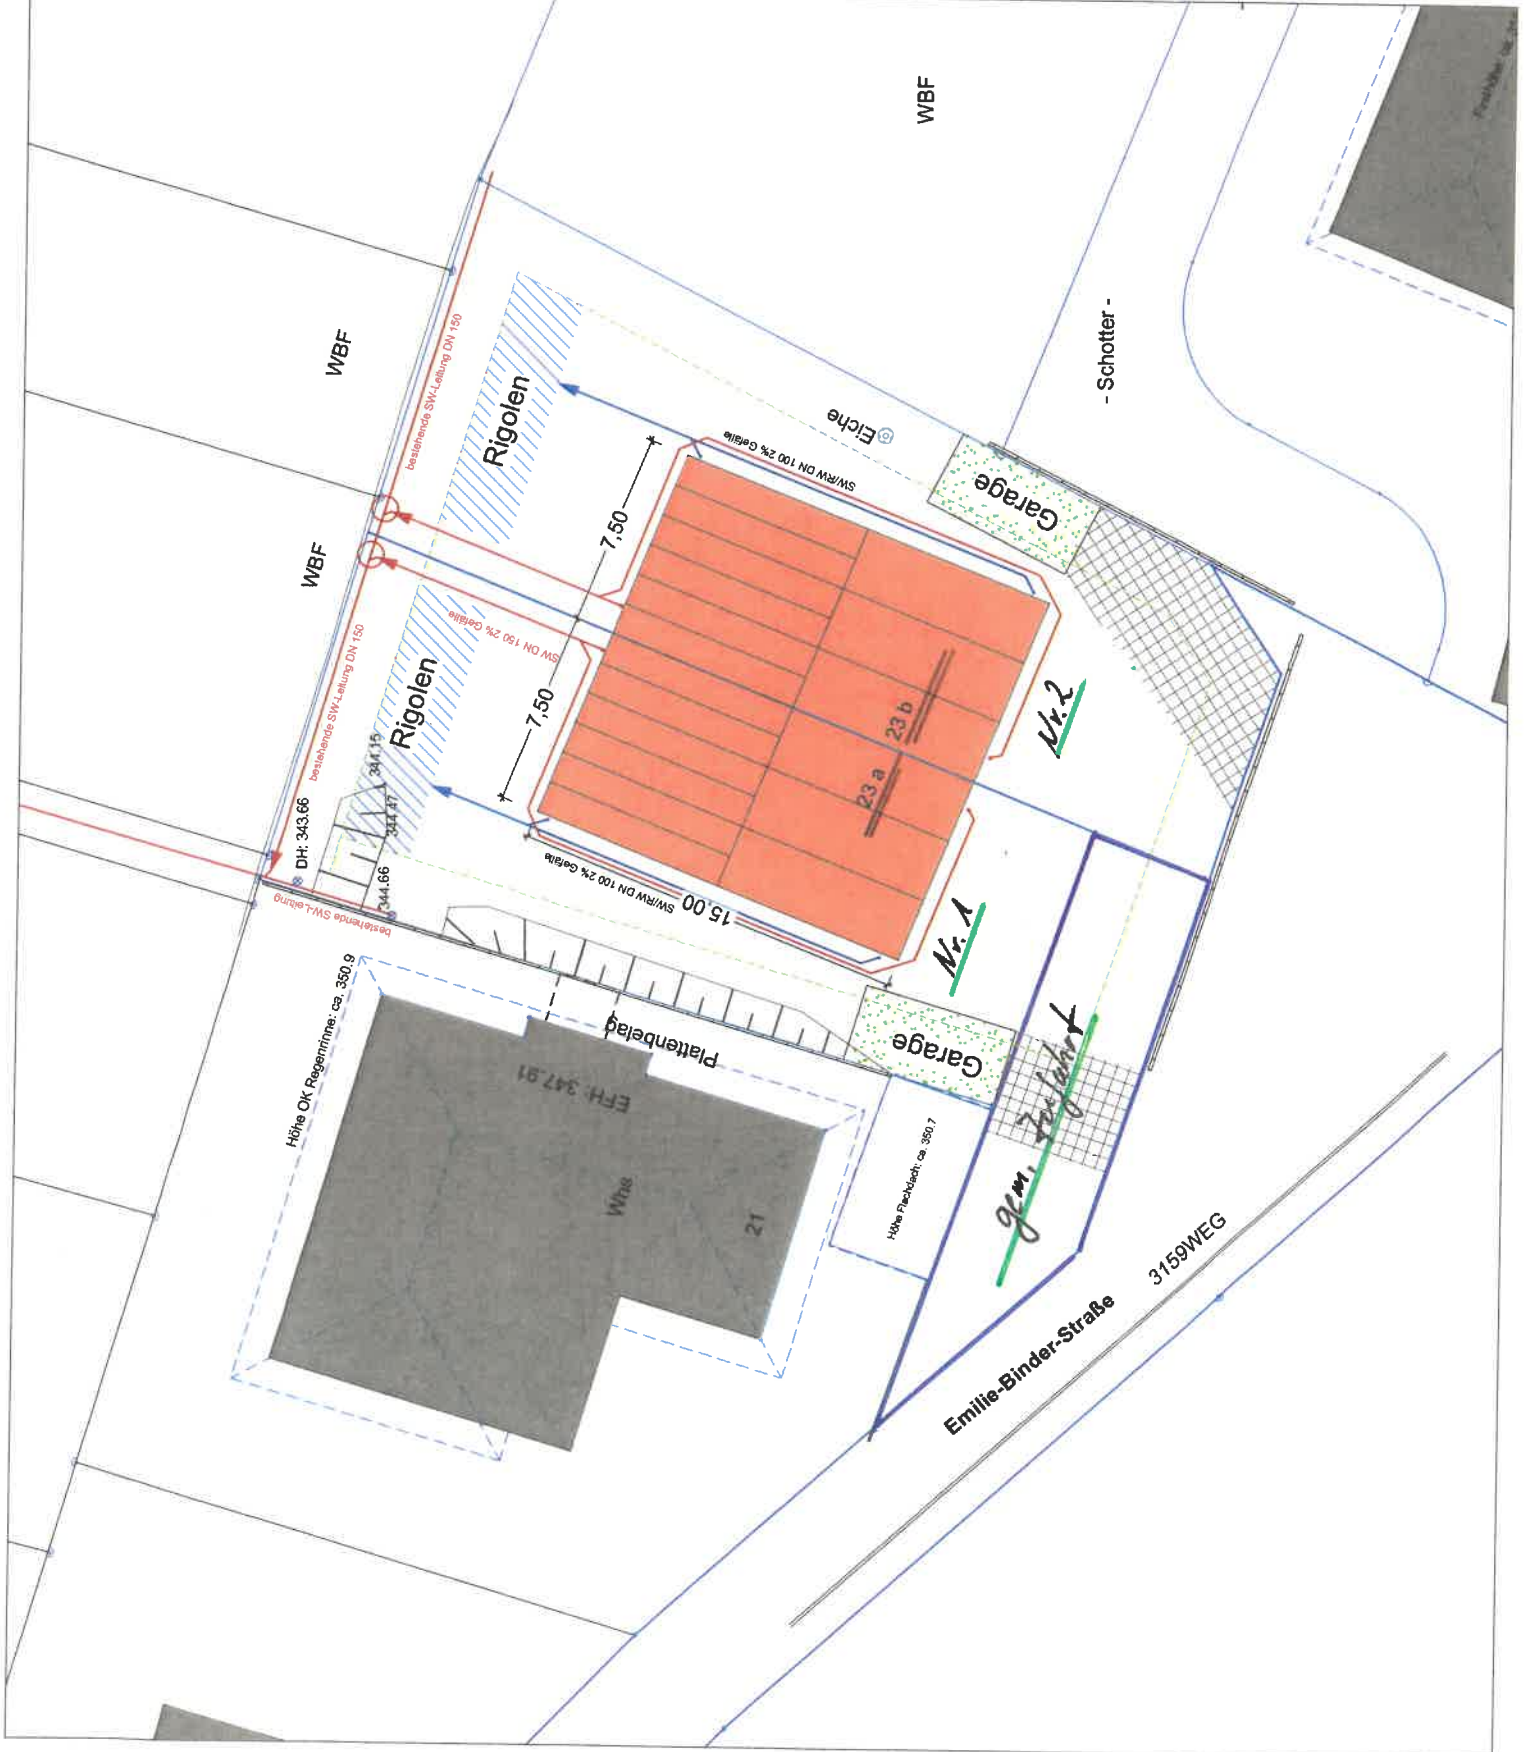 WBF
WBF
WBF
- Schotter -
Eiche
Rigolen
Rigolen
bestehende SW-Leitung DN 150
bestehende SW-Leitung DN 150
SW DN 150 2% Gefälle
SW/RW DN 100 2% Gefälle
SW/RW DN 100 2% Gefälle
7,50
7,50
15.00
23 a
23 b
Nr. 2
Nr. 1
Garage
Garage
DH: 343.66
344.15
344.47
344.66
bestehende SW-Leitung
Höhe OK Regenrinne: ca. 350.9
Plattenbelag
EFH: 347.91
Whs
21
Höhe Flachdach: ca. 350.7
gem. Zufahrt
Emilie-Binder-Straße
3159WEG